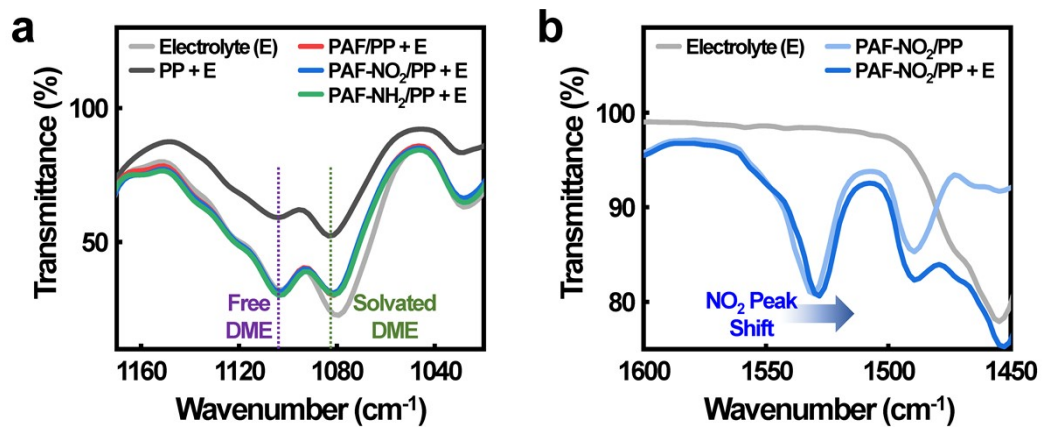 a
Electrolyte (E)
PP + E
PAF/PP + E
PAF-NO₂/PP + E
PAF-NH₂/PP + E
Transmittance (%)
100
50
Free
DME
Solvated
DME
1160 1120 1080 1040
Wavenumber (cm⁻¹)
b
Electrolyte (E)
PAF-NO₂/PP
PAF-NO₂/PP + E
Transmittance (%)
100
90
80
NO₂ Peak
Shift
1600 1550 1500 1450
Wavenumber (cm⁻¹)